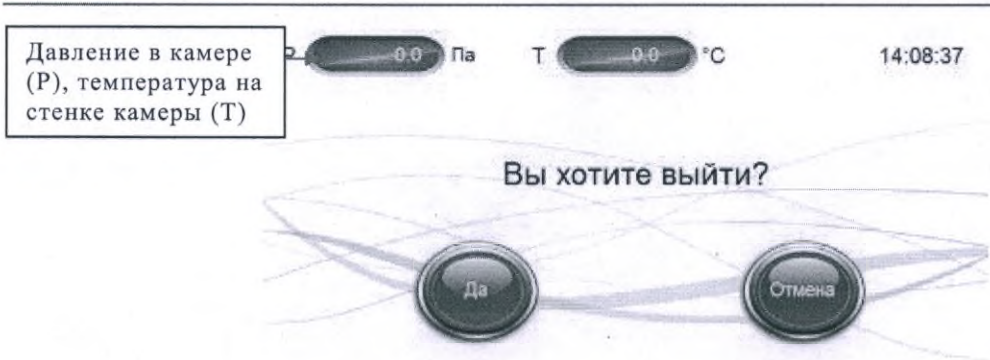 Давление в камере
(Р), температура на
стенке камеры (Т)
0.0 Па T 0.0 °C 14:08:37
Вы хотите выйти?
Да Отмена